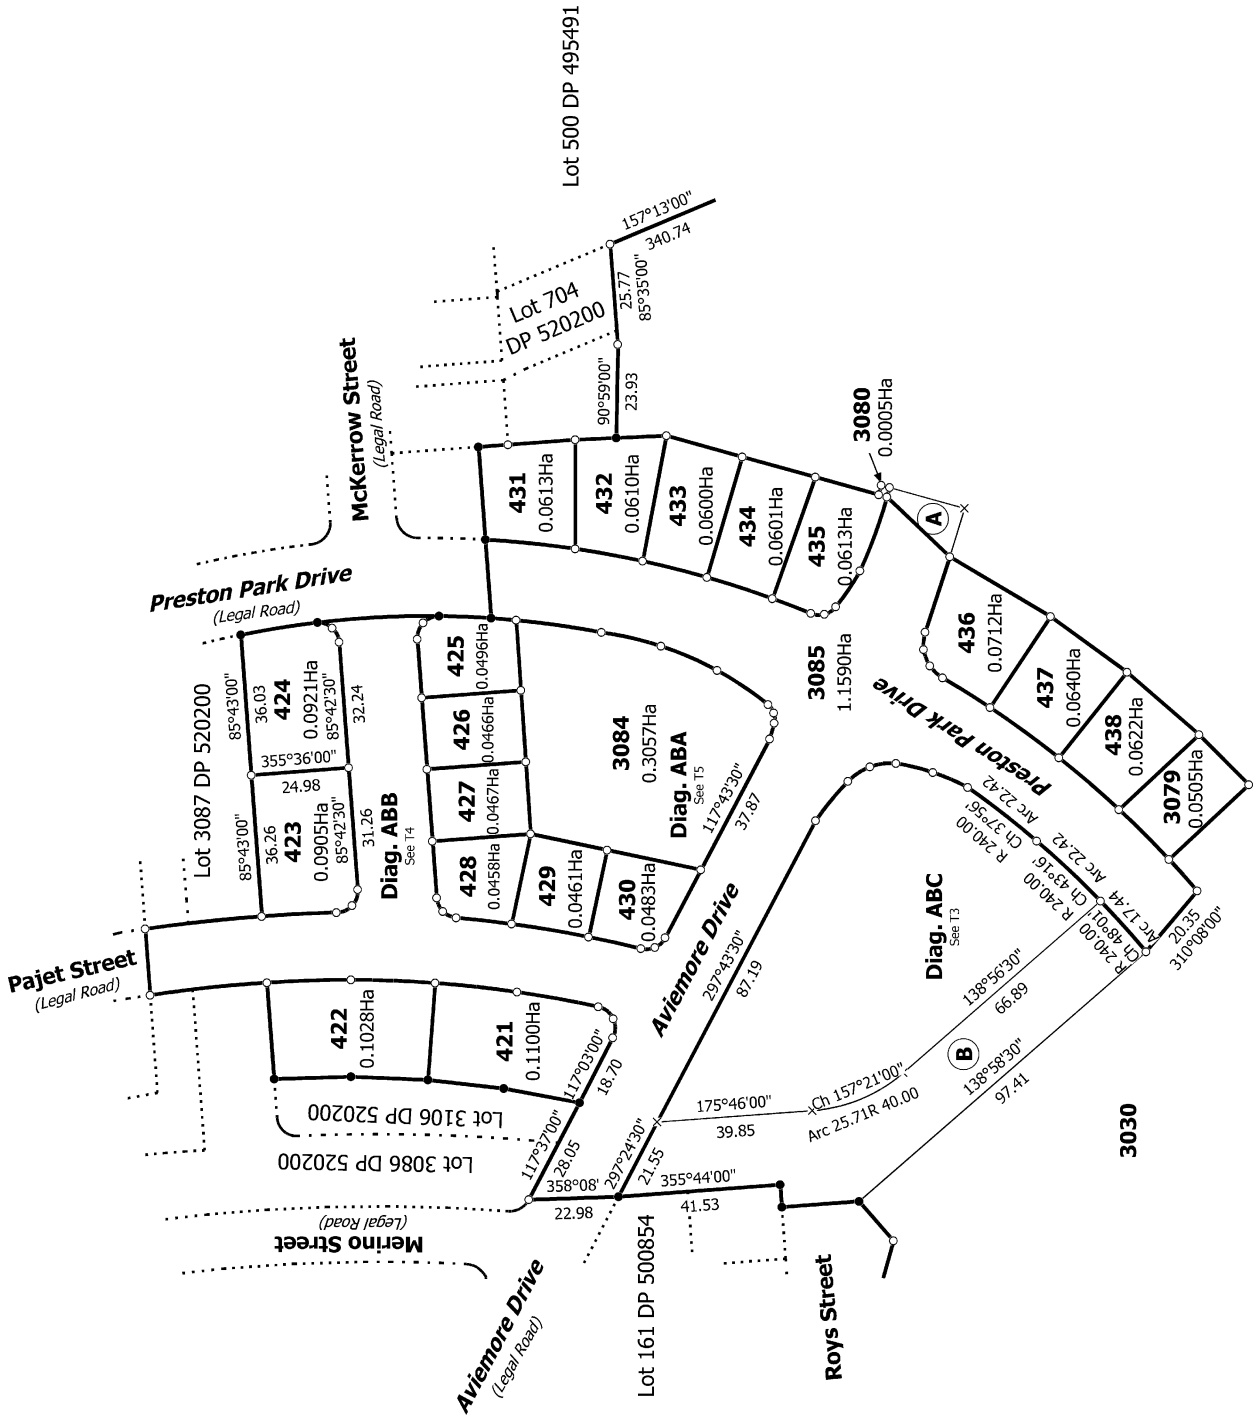 Lot 500 DP 495491
157°13'00"
340.74
25.77
85°35'00"
Lot 704
DP 520200
90°59'00"
23.93
McKerrow Street
(Legal Road)
Preston Park Drive
(Legal Road)
3080
0.0005Ha
431
0.0613Ha
432
0.0610Ha
433
0.0600Ha
434
0.0601Ha
435
0.0613Ha
A
436
0.0712Ha
437
0.0640Ha
438
0.0622Ha
3079
0.0505Ha
3085
1.1590Ha
Preston Park Drive
Lot 3087 DP 520200
85°43'00"
36.03
424
0.0921Ha
85°42'30"
32.24
355°36'00"
24.98
85°43'00"
36.26
423
0.0905Ha
85°42'30"
31.26
Diag. ABB
See T4
425
0.0496Ha
426
0.0466Ha
427
0.0467Ha
428
0.0458Ha
429
0.0461Ha
430
0.0483Ha
3084
0.3057Ha
Diag. ABA
See T5
117°43'30"
37.87
Pajet Street
(Legal Road)
422
0.1028Ha
421
0.1100Ha
117°03'00"
18.70
Lot 3106 DP 520200
Lot 3086 DP 520200
117°37'00"
28.05
Merino Street
(Legal Road)
358°08'
22.98
297°24'30"
21.55
355°44'00"
41.53
Aviemore Drive
297°43'30"
87.19
Diag. ABC
See T3
R 240.00
Ch 37°56'
Arc 22.42
R 240.00
Ch 43°16'
Arc 22.42
R 240.00
Ch 48°01'
Arc 17.44
20.35
310°08'00"
138°56'30"
66.89
B
138°58'30"
97.41
175°46'00"
39.85
Ch 157°21'00"
Arc 25.71R 40.00
3030
Aviemore Drive
(Legal Road)
Lot 161 DP 500854
Roys Street